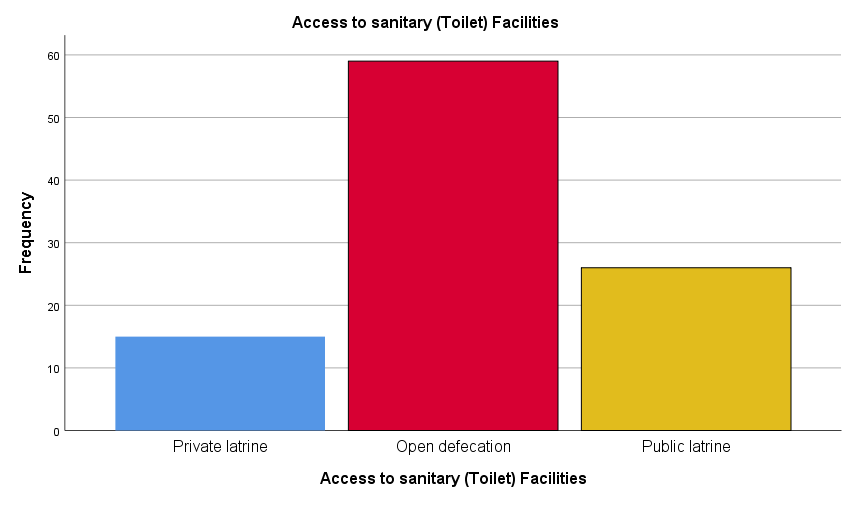 Access to sanitary (Toilet) Facilities
60
50
40
30
20
10
0
Frequency
Private latrine
Open defecation
Public latrine
Access to sanitary (Toilet) Facilities